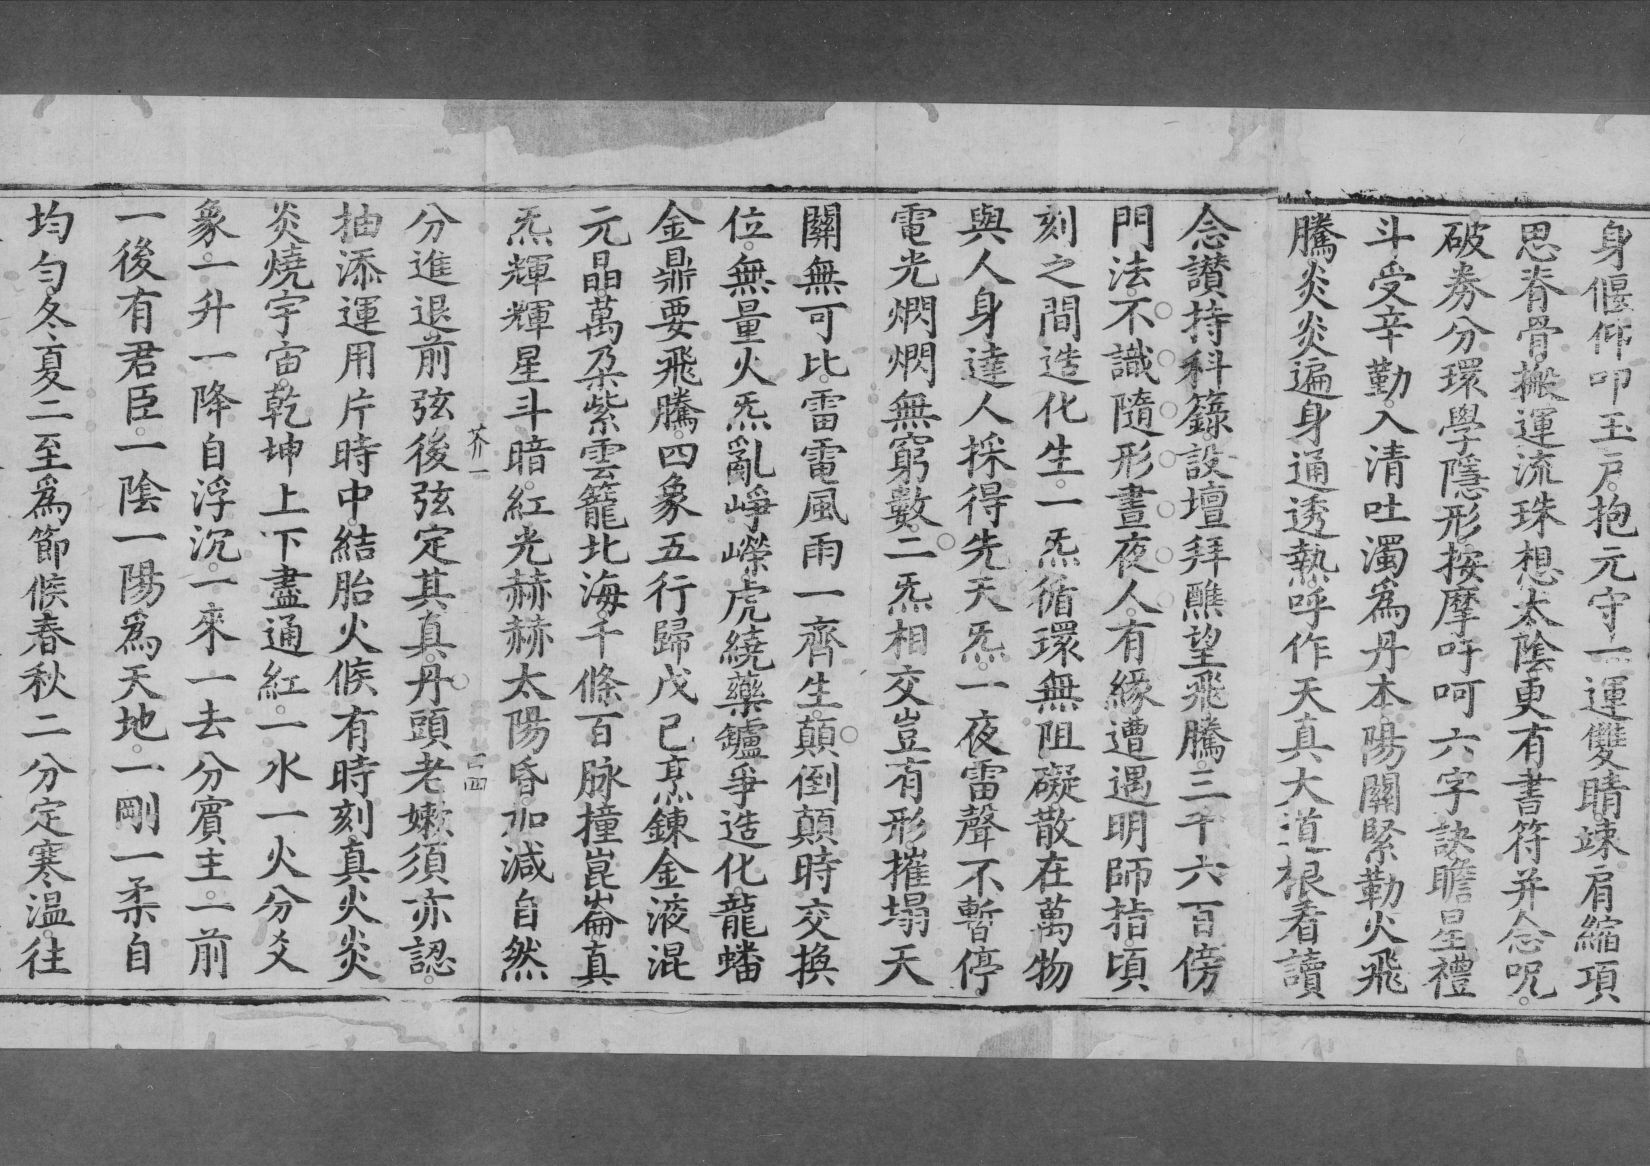 身偃仰叩玉戶抱元守一運雙睛竦肩縮項
思脊骨搬運流珠想太陰更有書符并念呪
破券分環學隱形按摩吁呵六字訣瞻星禮
斗受辛勤入清吐濁爲丹本陽關緊勒火飛
騰炎炎遍身通透熱呼作天真大道根看讀
念讃持科籙設壇拜醮望飛騰三千六百傍
門法不識隨形晝夜人有緣遭遇明師指頃
刻之間造化生一炁循環無阻礙散在萬物
與人身達人採得先天炁一夜雷聲不暫停
電光燜燜無窮數二炁相交豈有形摧塌天
關無可比雷電風雨一齊生顛倒顛時交換
位無量火炁亂崢嶸虎繞藥鑪爭造化龍蟠
金鼎要飛騰四象五行歸戊己烹鍊金液混
元晶萬朶紫雲籠北海千條百脉撞崑崙真
炁輝輝星斗暗紅光赫赫太陽昏加減自然
芥一
分進退前弦後弦定其真丹頭老嫩須亦認
抽添運用片時中結胎火候有時刻真火炎
炎燒宇宙乾坤上下盡通紅一水一火分爻
象一升一降自浮沉一來一去分賓主一前
一後有君臣一陰一陽爲天地一剛一柔自
均勻冬夏二至爲節候春秋二分定寒溫往